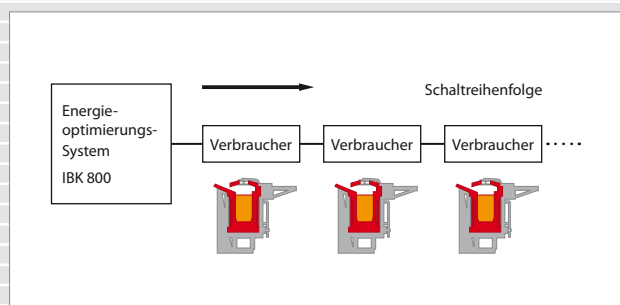 Schaltreihenfolge
Energie-
optimierungs-
System
IBK 800
Verbraucher
Verbraucher
Verbraucher